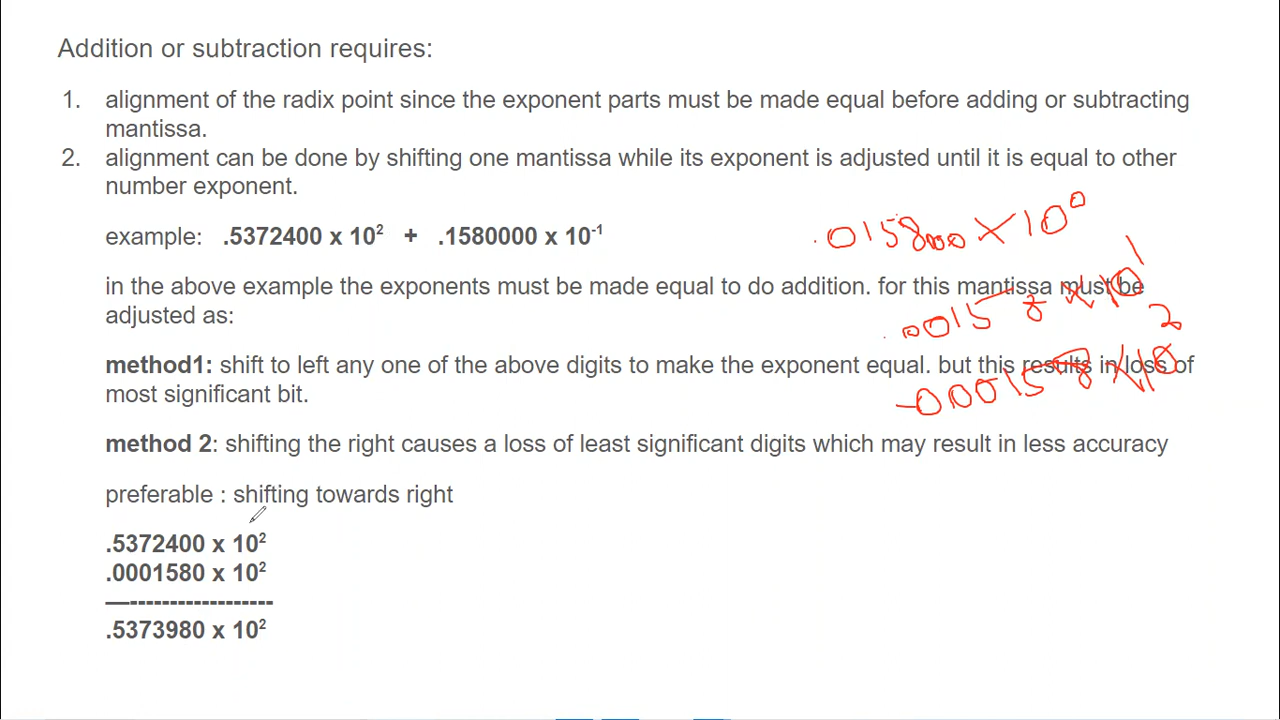 Addition or subtraction requires:
1. alignment of the radix point since the exponent parts must be made equal before adding or subtracting
mantissa.
2. alignment can be done by shifting one mantissa while its exponent is adjusted until it is equal to other
number exponent.
example: .5372400 x 10² + .1580000 x 10⁻¹
.0158000 x 10⁰
in the above example the exponents must be made equal to do addition. for this mantissa must be
adjusted as:
.00158 x 10¹
method1: shift to left any one of the above digits to make the exponent equal. but this results in loss of
most significant bit.
.000158 x 10²
method 2: shifting the right causes a loss of least significant digits which may result in less accuracy
preferable : shifting towards right
.5372400 x 10²
.0001580 x 10²
—-------------------
.5373980 x 10²